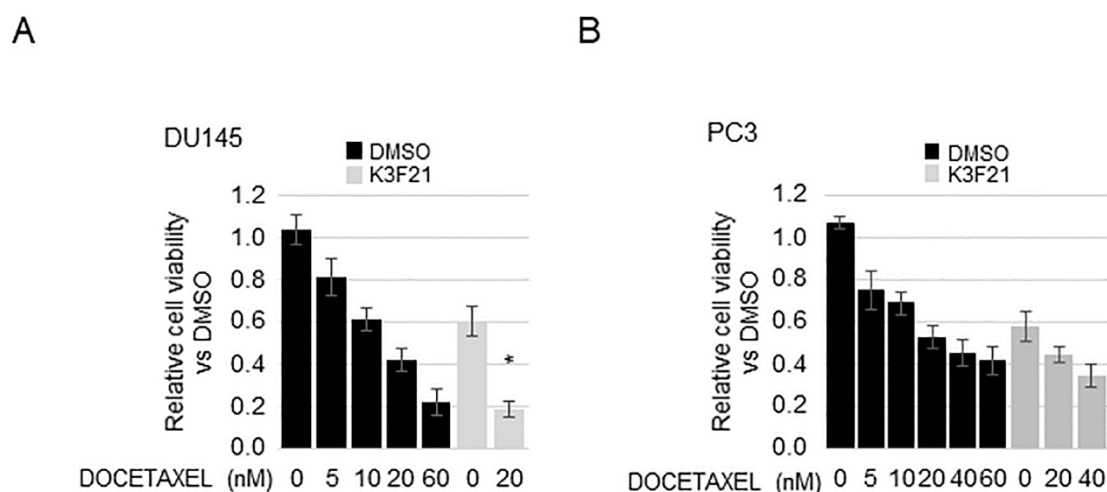 A
DU145
DMSO
K3F21
Relative cell viability
vs DMSO
1.2
1.0
0.8
0.6
0.4
0.2
0.0
*
DOCETAXEL (nM) 0 5 10 20 60 0 20
B
PC3
DMSO
K3F21
Relative cell viability
vs DMSO
1.2
1.0
0.8
0.6
0.4
0.2
0.0
DOCETAXEL (nM) 0 5 10 20 40 60 0 20 40